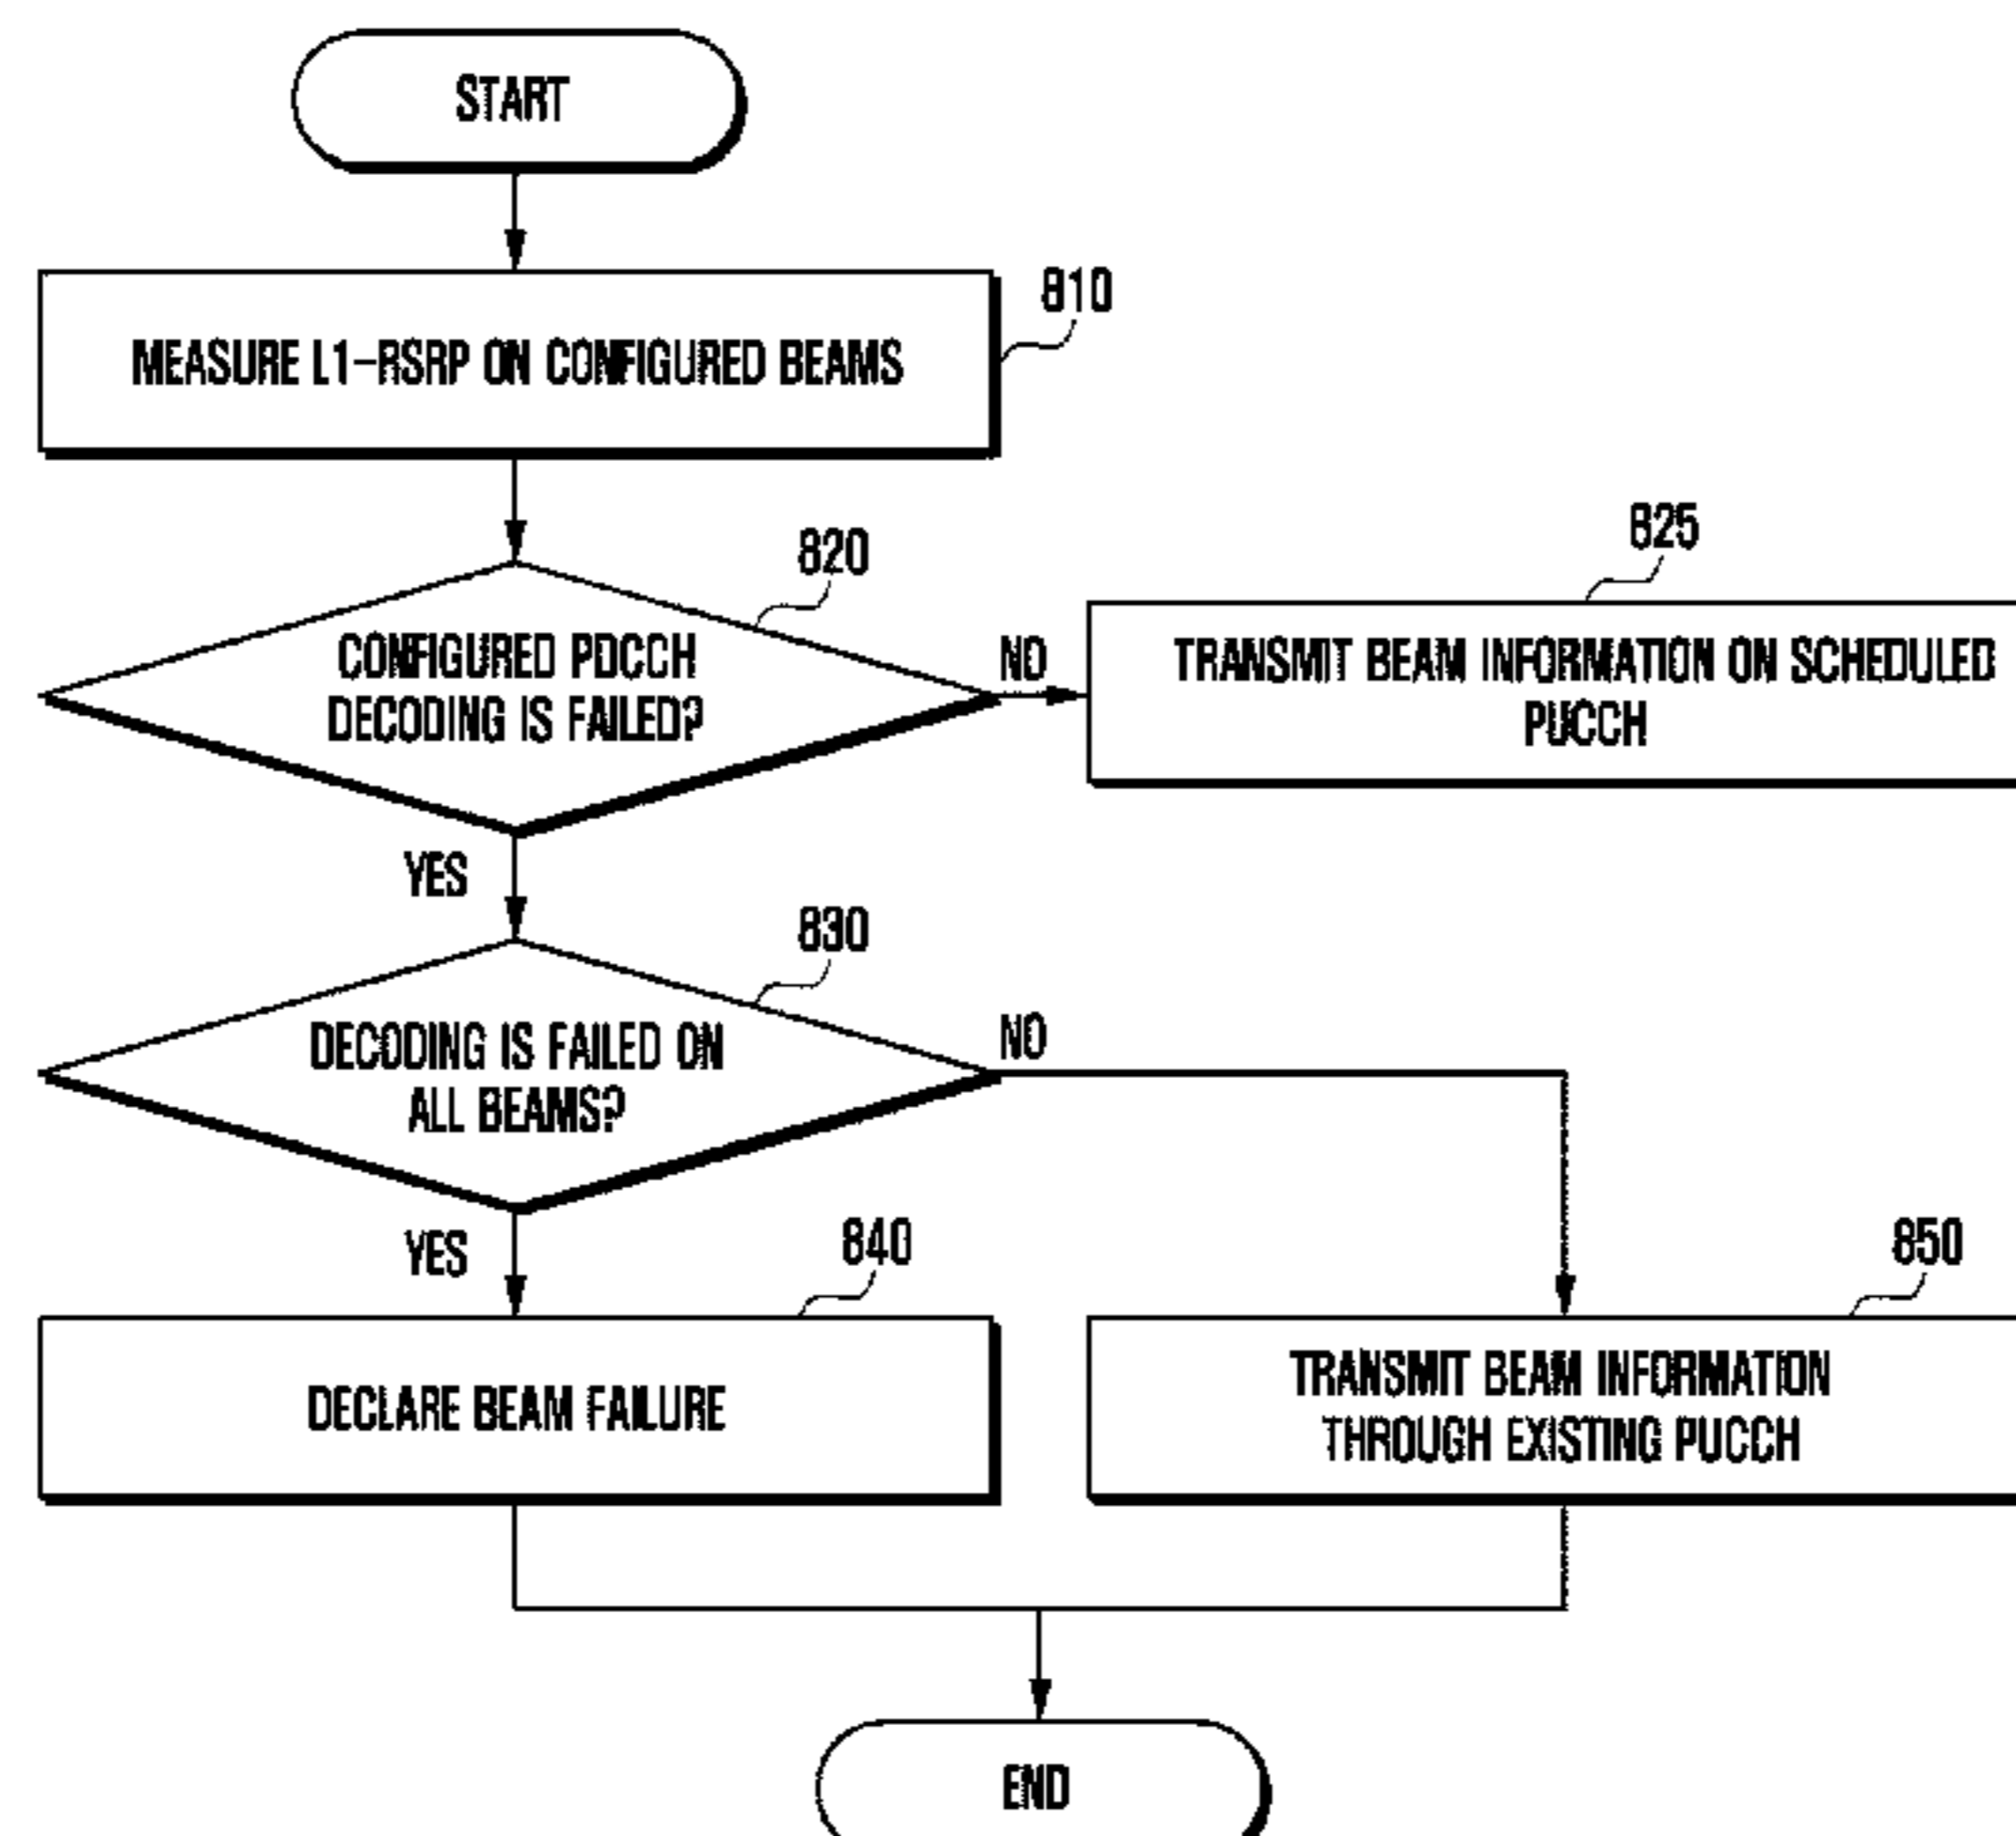 START
810
MEASURE L1-RSRP ON CONFIGURED BEAMS
820
825
CONFIGURED PDCCH
DECODING IS FAILED?
NO
TRANSMIT BEAM INFORMATION ON SCHEDULED
PUCCH
YES
830
DECODING IS FAILED ON
ALL BEAMS?
NO
YES
840
850
DECLARE BEAM FAILURE
TRANSMIT BEAM INFORMATION
THROUGH EXISTING PUCCH
END